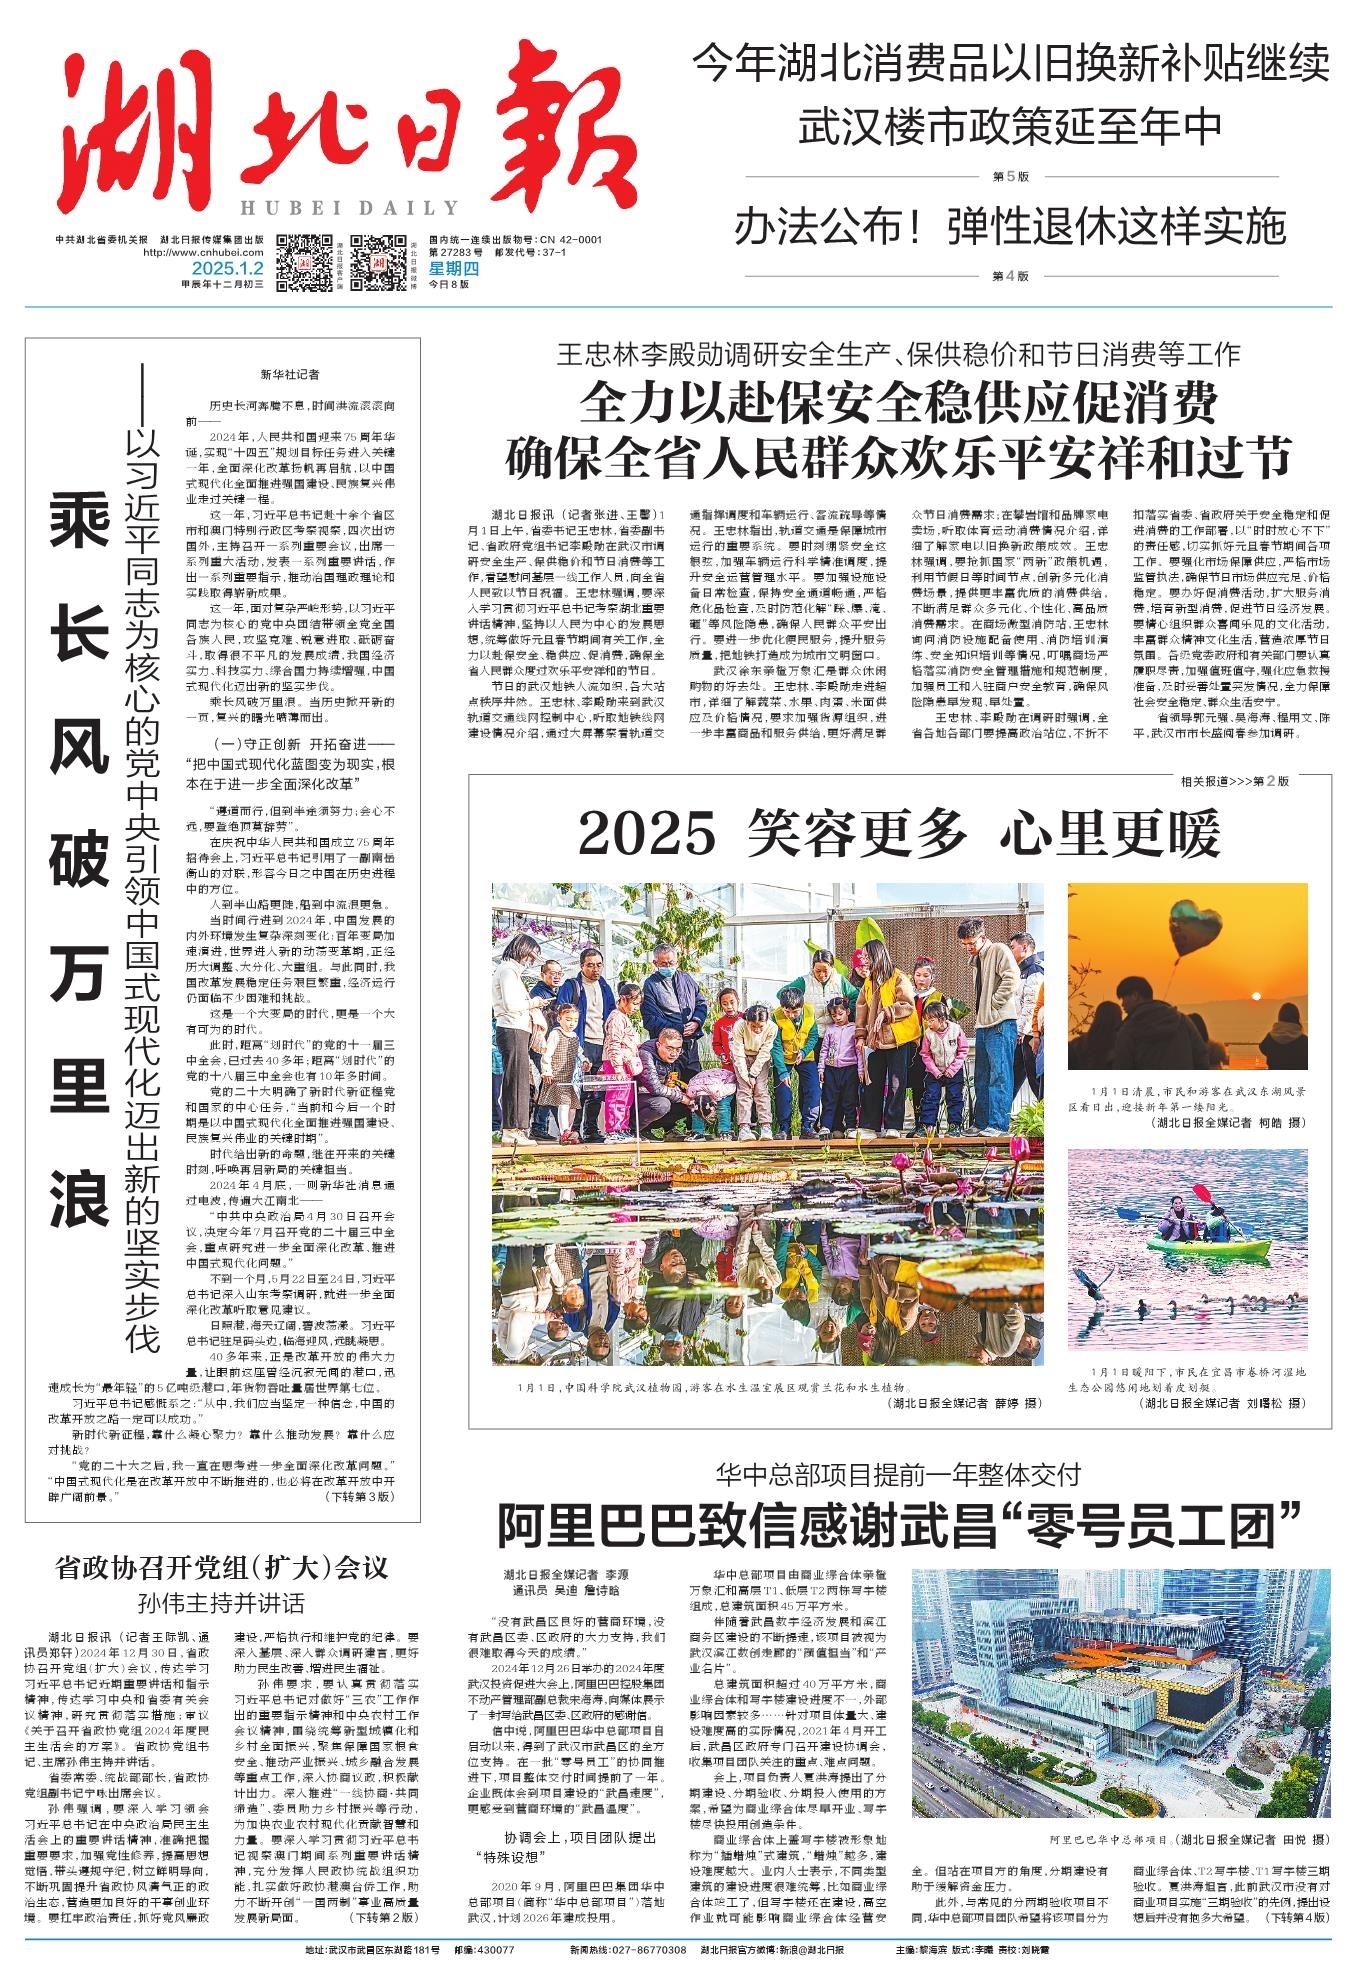 湖北日报
HUBEI DAILY
中共湖北省委机关报 湖北日报传媒集团出版
http://www.cnhubei.com
2025.1.2
甲辰年十二月初三
湖北日报客户端
湖北日报微博
国内统一连续出版物号:CN 42-0001
第27283号 邮发代号:37-1
星期四
今日8版
今年湖北消费品以旧换新补贴继续
武汉楼市政策延至年中
第5版
办法公布！弹性退休这样实施
第4版
乘长风破万里浪
——以习近平同志为核心的党中央引领中国式现代化迈出新的坚实步伐
新华社记者
历史长河奔腾不息,时间洪流滚滚向
前——
2024年,人民共和国迎来75周年华
诞,实现“十四五”规划目标任务进入关键
一年,全面深化改革扬帆再启航,以中国
式现代化全面推进强国建设、民族复兴伟
业走过关键一程。
这一年,习近平总书记赴十余个省区
市和澳门特别行政区考察视察,四次出访
国外,主持召开一系列重要会议,出席一
系列重大活动,发表一系列重要讲话,作
出一系列重要指示,推动治国理政理论和
实践取得崭新成果。
这一年,面对复杂严峻形势,以习近平
同志为核心的党中央团结带领全党全国
各族人民,攻坚克难、锐意进取、砥砺奋
斗,取得很不平凡的发展成绩,我国经济
实力、科技实力、综合国力持续增强,中国
式现代化迈出新的坚实步伐。
乘长风破万里浪。当历史掀开新的
一页,复兴的曙光喷薄而出。
（一）守正创新 开拓奋进——
“把中国式现代化蓝图变为现实,根
本在于进一步全面深化改革”
“遵道而行,但到半途须努力;会心不
远,要登绝顶莫辞劳”。
在庆祝中华人民共和国成立75周年
招待会上,习近平总书记引用了一副南岳
衡山的对联,形容今日之中国在历史进程
中的方位。
人到半山路更陡,船到中流浪更急。
当时间行进到2024年,中国发展的
内外环境发生复杂深刻变化:百年变局加
速演进,世界进入新的动荡变革期,正经
历大调整、大分化、大重组。与此同时,我
国改革发展稳定任务艰巨繁重,经济运行
仍面临不少困难和挑战。
这是一个大变局的时代,更是一个大
有可为的时代。
此时,距离“划时代”的党的十一届三
中全会,已过去40多年;距离“划时代”的
党的十八届三中全会也有10年多时间。
党的二十大明确了新时代新征程党
和国家的中心任务,“当前和今后一个时
期是以中国式现代化全面推进强国建设、
民族复兴伟业的关键时期”。
时代给出新的命题,继往开来的关键
时刻,呼唤再启新局的关键担当。
2024年4月底,一则新华社消息通
过电波,传遍大江南北——
“中共中央政治局4月30日召开会
议,决定今年7月召开党的二十届三中全
会,重点研究进一步全面深化改革、推进
中国式现代化问题。”
不到一个月,5月22日至24日,习近平
总书记深入山东考察调研,就进一步全面
深化改革听取意见建议。
日照港,海天辽阔,碧波荡漾。习近平
总书记驻足码头边,临海迎风,远眺凝思。
40多年来,正是改革开放的伟大力
量,让眼前这座曾经沉寂无闻的港口,迅
速成长为“最年轻”的5亿吨级港口,年货物吞吐量居世界第七位。
习近平总书记感慨系之:“从中,我们应当坚定一种信念,中国的
改革开放之路一定可以成功。”
新时代新征程,靠什么凝心聚力？靠什么推动发展？靠什么应
对挑战？
“党的二十大之后,我一直在思考进一步全面深化改革问题。”
“中国式现代化是在改革开放中不断推进的,也必将在改革开放中开
辟广阔前景。” （下转第3版）
王忠林李殿勋调研安全生产、保供稳价和节日消费等工作
全力以赴保安全稳供应促消费
确保全省人民群众欢乐平安祥和过节
湖北日报讯（记者张进、王馨）1
月1日上午,省委书记王忠林,省委副书
记、省政府党组书记李殿勋在武汉市调
研安全生产、保供稳价和节日消费等工
作,看望慰问基层一线工作人员,向全省
人民致以节日祝福。王忠林强调,要深
入学习贯彻习近平总书记考察湖北重要
讲话精神,坚持以人民为中心的发展思
想,统筹做好元旦春节期间有关工作,全
力以赴保安全、稳供应、促消费,确保全
省人民群众度过欢乐平安祥和的节日。
节日的武汉地铁人流如织,各大站
点秩序井然。王忠林、李殿勋来到武汉
轨道交通线网控制中心,听取地铁线网
建设情况介绍,通过大屏幕察看轨道交
通指挥调度和车辆运行、客流疏导等情
况。王忠林指出,轨道交通是保障城市
运行的重要系统。要时刻绷紧安全这
根弦,加强车辆运行科学精准调度,提
升安全运营管理水平。要加强设施设
备日常检查,保持安全通道畅通,严格
危化品检查,及时防范化解“踩、爆、淹、
砸”等风险隐患,确保人民群众平安出
行。要进一步优化便民服务,提升服务
质量,把地铁打造成为城市文明窗口。
武汉徐东亲橙万象汇是群众休闲
购物的好去处。王忠林、李殿勋走进超
市,详细了解蔬菜、水果、肉蛋、米面供
应及价格情况,要求加强货源组织,进
一步丰富商品和服务供给,更好满足群
众节日消费需求;在攀岩馆和品牌家电
卖场,听取体育运动消费情况介绍,详
细了解家电以旧换新政策成效。王忠
林强调,要抢抓国家“两新”政策机遇,
利用节假日等时间节点,创新多元化消
费场景,提供更丰富优质的消费供给,
不断满足群众多元化、个性化、高品质
消费需求。在商场微型消防站,王忠林
询问消防设施配备使用、消防培训演
练、安全知识培训等情况,叮嘱商场严
格落实消防安全管理措施和规范制度,
加强员工和入驻商户安全教育,确保风
险隐患早发现、早处置。
王忠林、李殿勋在调研时强调,全
省各地各部门要提高政治站位,不折不
扣落实省委、省政府关于安全稳定和促
进消费的工作部署,以“时时放心不下”
的责任感,切实抓好元旦春节期间各项
工作。要强化市场保障供应,严格市场
监管执法,确保节日市场供应充足、价格
稳定。要办好促消费活动,扩大服务消
费,培育新型消费,促进节日经济发展。
要精心组织群众喜闻乐见的文化活动,
丰富群众精神文化生活,营造浓厚节日
氛围。各级党委政府和有关部门要认真
履职尽责,加强值班值守,强化应急救援
准备,及时妥善处置突发情况,全力保障
社会安全稳定、群众生活安宁。
省领导郭元强、吴海涛、程用文、陈
平,武汉市市长盛阅春参加调研。
相关报道>>>第2版
2025 笑容更多 心里更暖
1月1日,中国科学院武汉植物园,游客在水生温室展区观赏兰花和水生植物。
（湖北日报全媒记者 薛婷 摄）
1月1日清晨,市民和游客在武汉东湖风景
区看日出,迎接新年第一缕阳光。
（湖北日报全媒记者 柯皓 摄）
1月1日暖阳下,市民在宜昌市卷桥河湿地
生态公园悠闲地划着皮划艇。
（湖北日报全媒记者 刘曙松 摄）
华中总部项目提前一年整体交付
阿里巴巴致信感谢武昌“零号员工团”
湖北日报全媒记者 李源
通讯员 吴迪 詹诗晗
“没有武昌区良好的营商环境,没
有武昌区委、区政府的大力支持,我们
很难取得今天的成绩。”
2024年12月26日举办的2024年度
武汉投资促进大会上,阿里巴巴控股集团
不动产管理部副总裁宋海涛,向媒体展示
了一封写给武昌区委、区政府的感谢信。
信中说,阿里巴巴华中总部项目自
启动以来,得到了武汉市武昌区的全方
位支持。在一批“零号员工”的协同推
进下,项目整体交付时间提前了一年。
企业既体会到项目建设的“武昌速度”,
更感受到营商环境的“武昌温度”。
协调会上,项目团队提出
“特殊设想”
2020年9月,阿里巴巴集团华中
总部项目（简称“华中总部项目”）落地
武汉,计划2026年建成投用。
华中总部项目由商业综合体亲橙
万象汇和高层T1、低层T2两栋写字楼
组成,总建筑面积45万平方米。
伴随着武昌数字经济发展和滨江
商务区建设的不断提速,该项目被视为
武汉滨江数创走廊的“颜值担当”和“产
业名片”。
总建筑面积超过40万平方米,商
业综合体和写字楼建设进度不一,外部
影响因素较多……针对项目体量大、建
设难度高的实际情况,2021年4月开工
后,武昌区政府专门召开建设协调会,
收集项目团队关注的重点、难点问题。
会上,项目负责人夏洪海提出了分
期建设、分期验收、分期投入使用的方
案,希望为商业综合体尽早开业、写字
楼尽快投用创造条件。
商业综合体上盖写字楼被形象地
称为“插蜡烛”式建筑,“蜡烛”越多,建
设难度越大。业内人士表示,不同类型
建筑的建设进度很难统筹,比如商业综
合体竣工了,但写字楼还在建设,高空
作业就可能影响商业综合体经营安
阿里巴巴华中总部项目。（湖北日报全媒记者 田悦 摄）
全。但站在项目方的角度,分期建设有
助于缓解资金压力。
此外,与常见的分两期验收项目不
同,华中总部项目团队希望将该项目分为
商业综合体、T2写字楼、T1写字楼三期
验收。夏洪海坦言,此前武汉市没有对
商业项目实施“三期验收”的先例,提出设
想后并没有抱多大希望。（下转第4版）
省政协召开党组（扩大）会议
孙伟主持并讲话
湖北日报讯（记者王际凯、通
讯员郑轩）2024年12月30日,省政
协召开党组（扩大）会议,传达学习
习近平总书记近期重要讲话和指示
精神,传达学习中央和省委有关会
议精神,研究贯彻落实措施;审议
《关于召开省政协党组2024年度民
主生活会的方案》。省政协党组书
记、主席孙伟主持并讲话。
省委常委、统战部部长,省政协
党组副书记宁咏出席会议。
孙伟强调,要深入学习领会
习近平总书记在中央政治局民主生
活会上的重要讲话精神,准确把握
重要要求,加强党性修养,提高思想
觉悟,带头遵规守纪,树立鲜明导向,
不断巩固提升省政协风清气正的政
治生态,营造更加良好的干事创业环
境。要扛牢政治责任,抓好党风廉政
建设,严格执行和维护党的纪律。要
深入基层、深入群众调研建言,更好
助力民生改善、增进民生福祉。
孙伟要求,要认真贯彻落实
习近平总书记对做好“三农”工作作
出的重要指示精神和中央农村工作
会议精神,围绕统筹新型城镇化和
乡村全面振兴,聚焦保障国家粮食
安全、推动产业振兴、城乡融合发展
等重点工作,深入协商议政,积极献
计出力。深入推进“一线协商·共同
缔造”、委员助力乡村振兴等行动,
为加快农业农村现代化贡献智慧和
力量。要深入学习贯彻习近平总书
记视察澳门期间系列重要讲话精
神,充分发挥人民政协统战组织功
能,扎实做好政协港澳台侨工作,助
力不断开创“一国两制”事业高质量
发展新局面。 （下转第2版）
地址:武汉市武昌区东湖路181号 邮编:430077 新闻热线:027-86770308 湖北日报官方微博:新浪@湖北日报 主编:黎海滨 版式:李曦 责校:刘晓霞